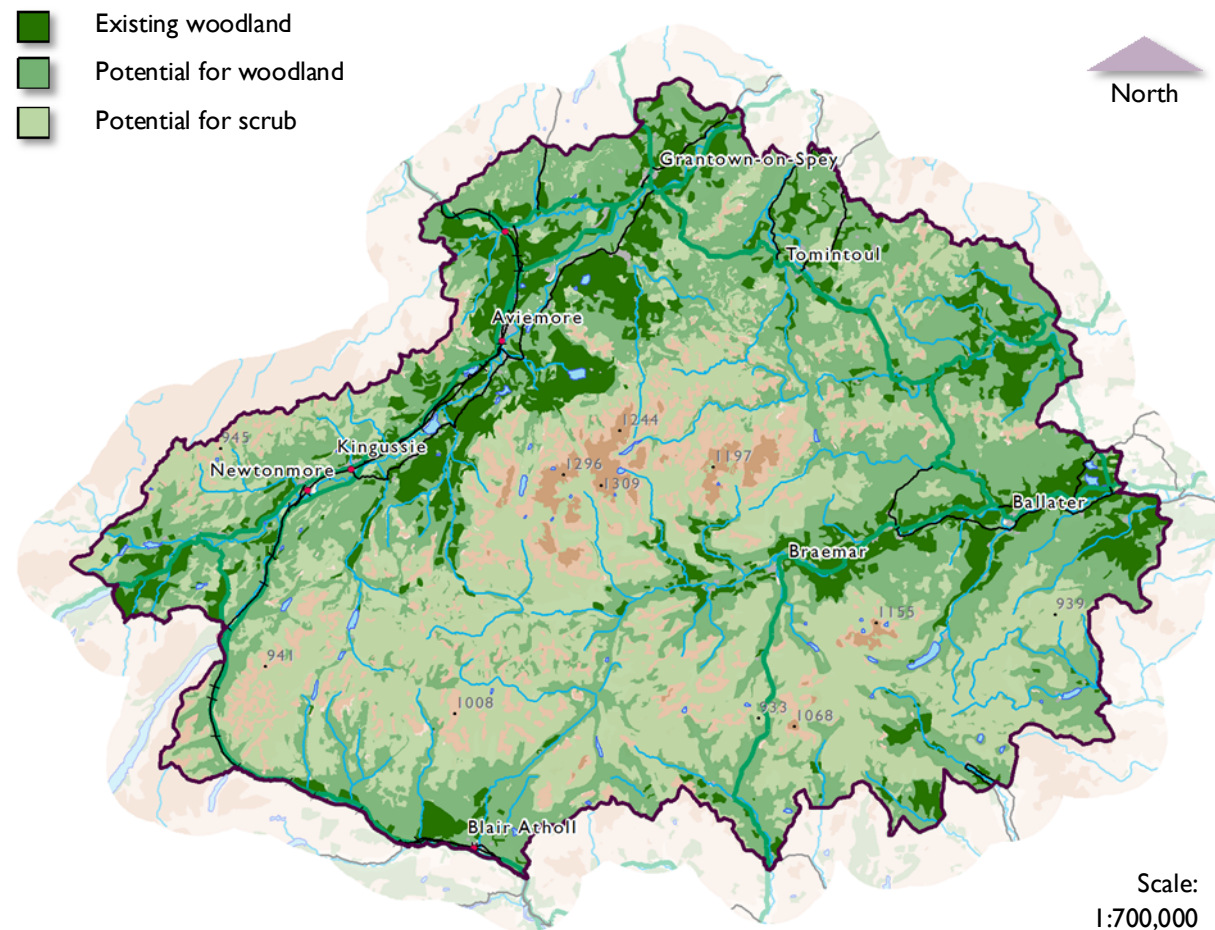 Existing woodland
Potential for woodland
Potential for scrub
North
Grantown-on-Spey
Tomintoul
Aviemore
1244
945
Kingussie
1197
Newtonmore
1296
1309
Ballater
Braemar
939
1155
941
1008
933
1068
Blair Atholl
Scale:
1:700,000